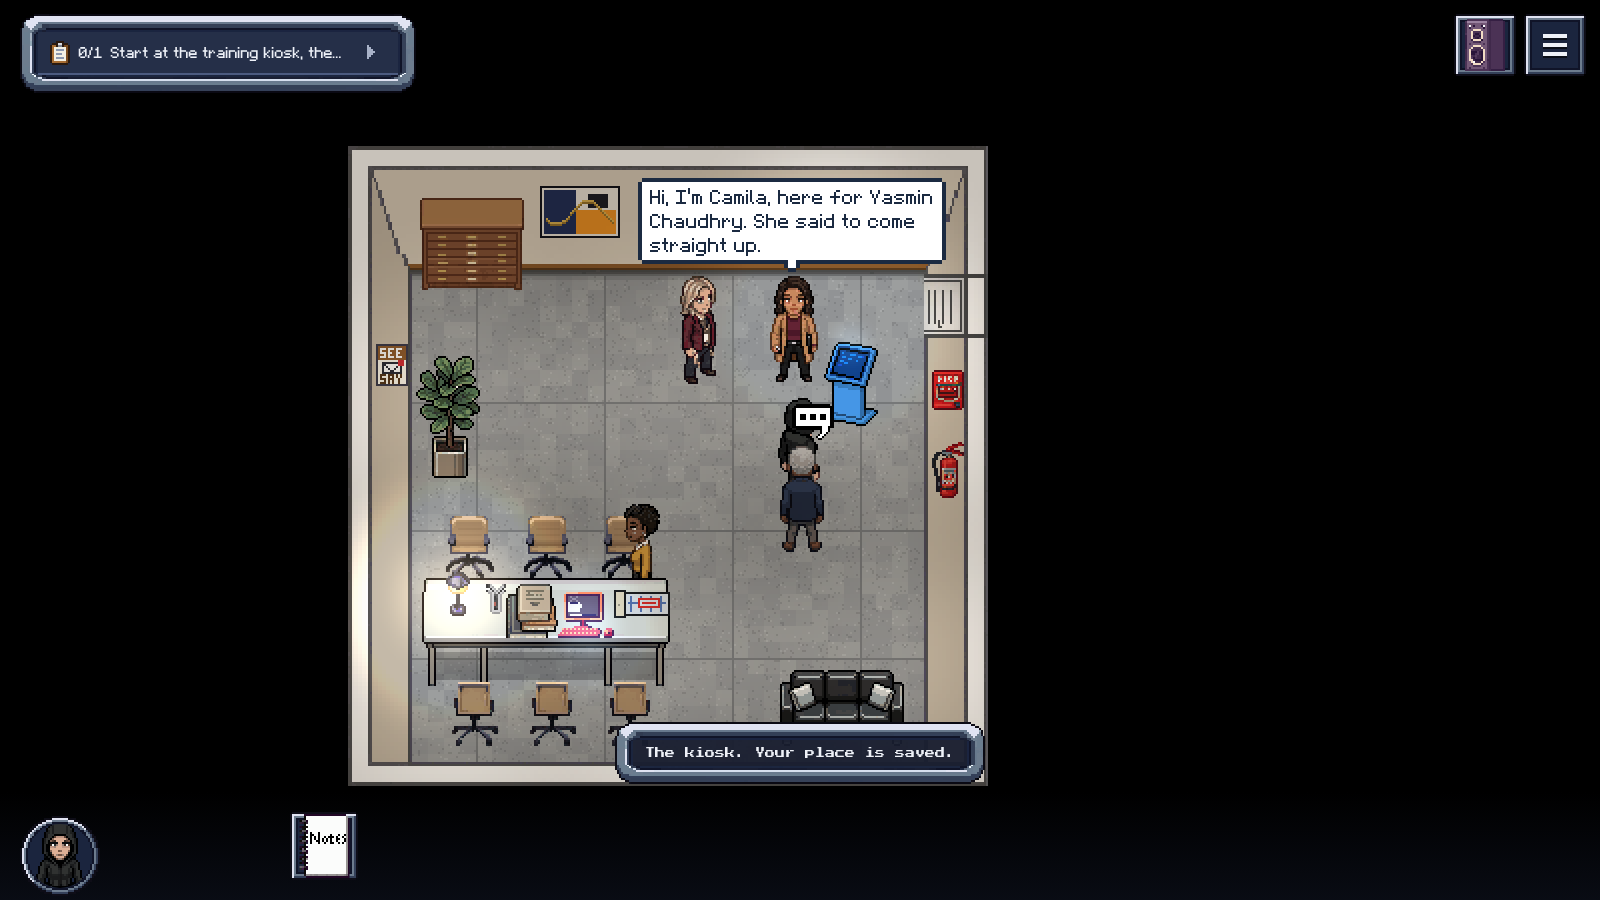 0/1 Start at the training kiosk, the...
Hi, I'm Camila, here for Yasmin
Chaudhry. She said to come
straight up.
SEE
SAY
FIRE
The kiosk. Your place is saved.
Notes